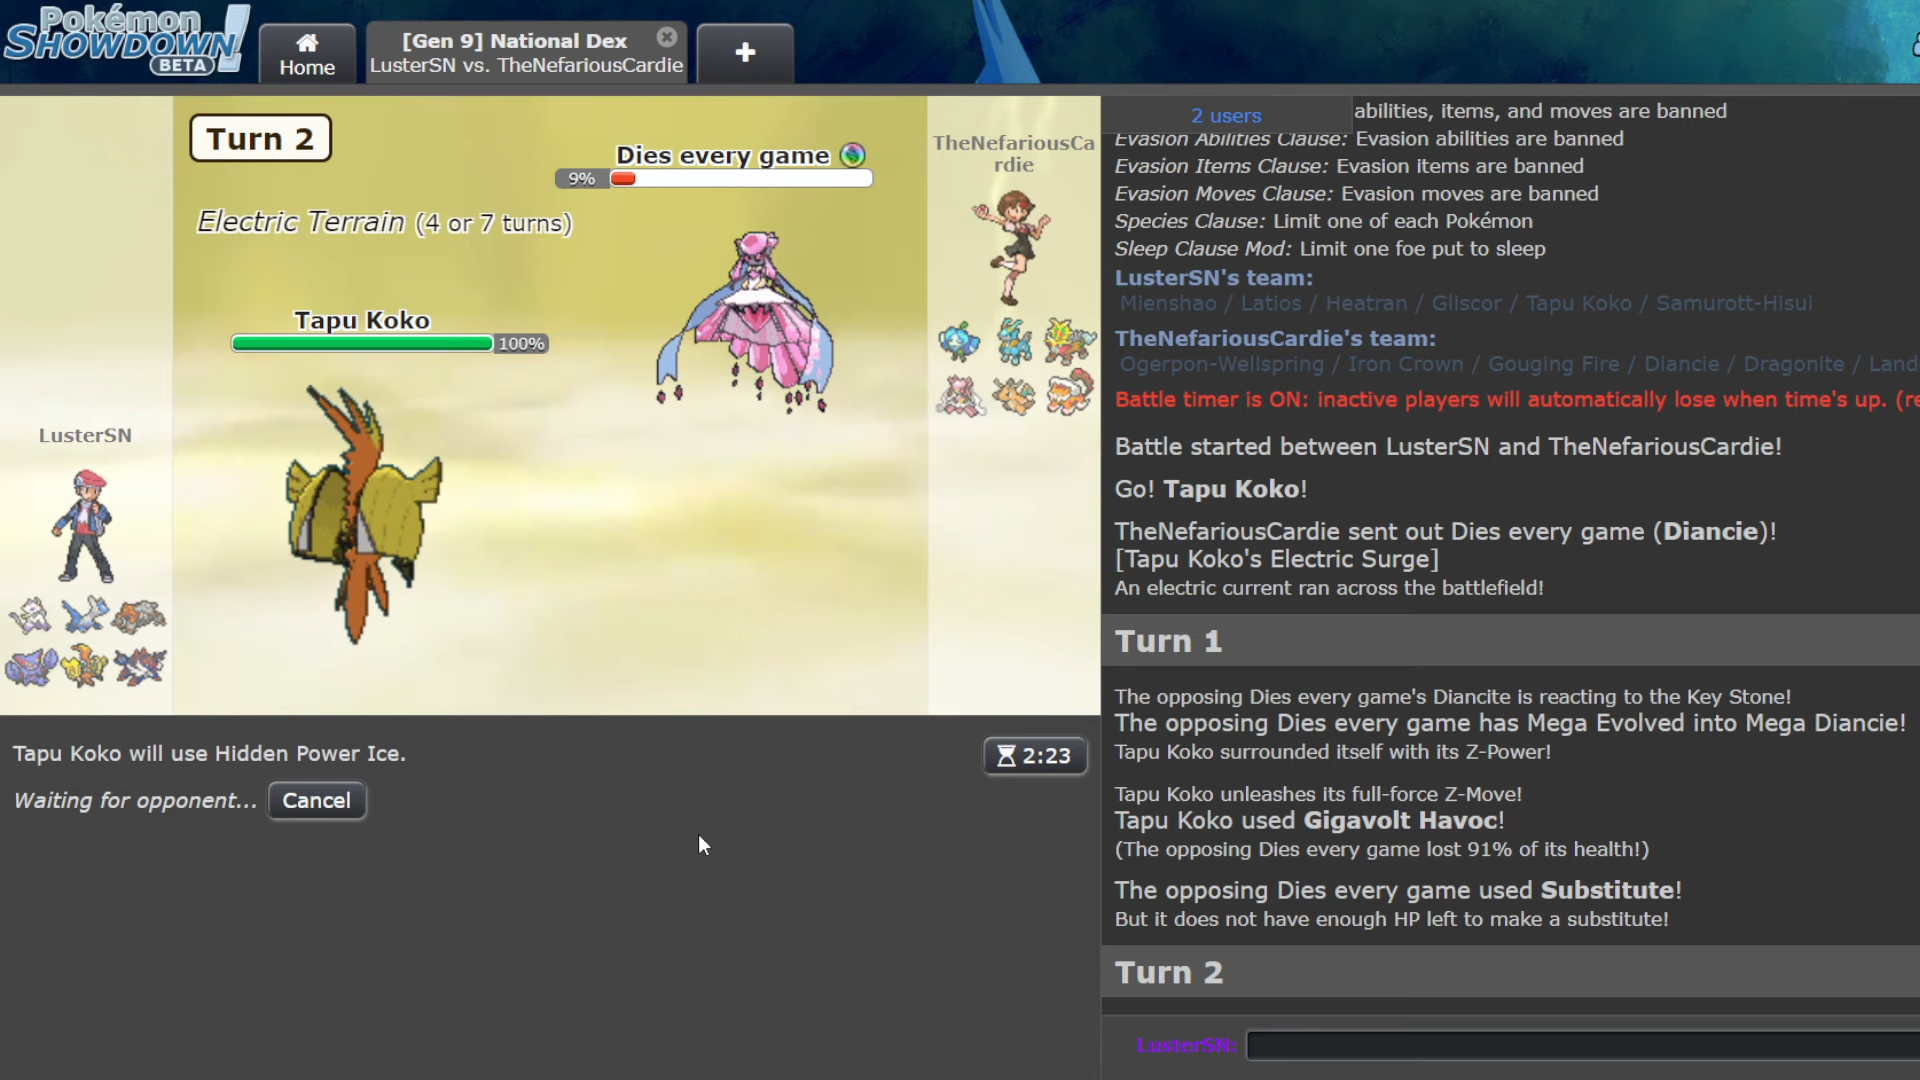 Pokémon
SHOWDOWN!
BETA
Home
[Gen 9] National Dex
LusterSN vs. TheNefariousCardie
+
Turn 2
Dies every game
9%
Electric Terrain (4 or 7 turns)
Tapu Koko
100%
LusterSN
TheNefariousCa
rdie
Tapu Koko will use Hidden Power Ice.
2:23
Waiting for opponent...
Cancel
2 users
abilities, items, and moves are banned
Evasion Abilities Clause: Evasion abilities are banned
Evasion Items Clause: Evasion items are banned
Evasion Moves Clause: Evasion moves are banned
Species Clause: Limit one of each Pokémon
Sleep Clause Mod: Limit one foe put to sleep
LusterSN's team:
Mienshao / Latios / Heatran / Gliscor / Tapu Koko / Samurott-Hisui
TheNefariousCardie's team:
Ogerpon-Wellspring / Iron Crown / Gouging Fire / Diancie / Dragonite / Land
Battle timer is ON: inactive players will automatically lose when time's up. (re
Battle started between LusterSN and TheNefariousCardie!
Go! Tapu Koko!
TheNefariousCardie sent out Dies every game (Diancie)!
[Tapu Koko's Electric Surge]
An electric current ran across the battlefield!
Turn 1
The opposing Dies every game's Diancite is reacting to the Key Stone!
The opposing Dies every game has Mega Evolved into Mega Diancie!
Tapu Koko surrounded itself with its Z-Power!
Tapu Koko unleashes its full-force Z-Move!
Tapu Koko used Gigavolt Havoc!
(The opposing Dies every game lost 91% of its health!)
The opposing Dies every game used Substitute!
But it does not have enough HP left to make a substitute!
Turn 2
LusterSN: